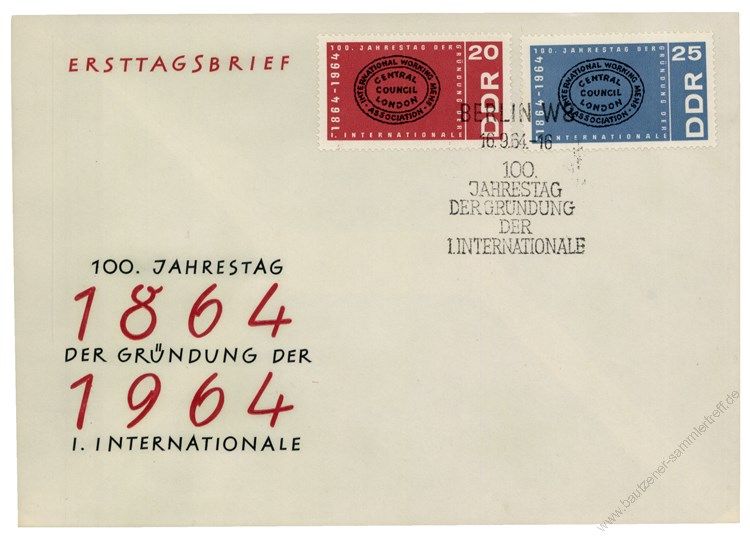 ERSTTAGSBRIEF
100. JAHRESTAG DER GRÜNDUNG DER I. INTERNATIONALE 1864-1964
INTERNATIONAL WORKING MENS ASSOCIATION
CENTRAL
COUNCIL
LONDON
20
DDR
100. JAHRESTAG DER GRÜNDUNG DER I. INTERNATIONALE 1864-1964
INTERNATIONAL WORKING MENS ASSOCIATION
CENTRAL
COUNCIL
LONDON
25
DDR
BERLIN W8
16.9.64.-16
100.
JAHRESTAG
DER GRÜNDUNG
DER
I. INTERNATIONALE
100. JAHRESTAG
1864
DER GRÜNDUNG DER
1964
I. INTERNATIONALE
www.bautzener-sammlertreff.de